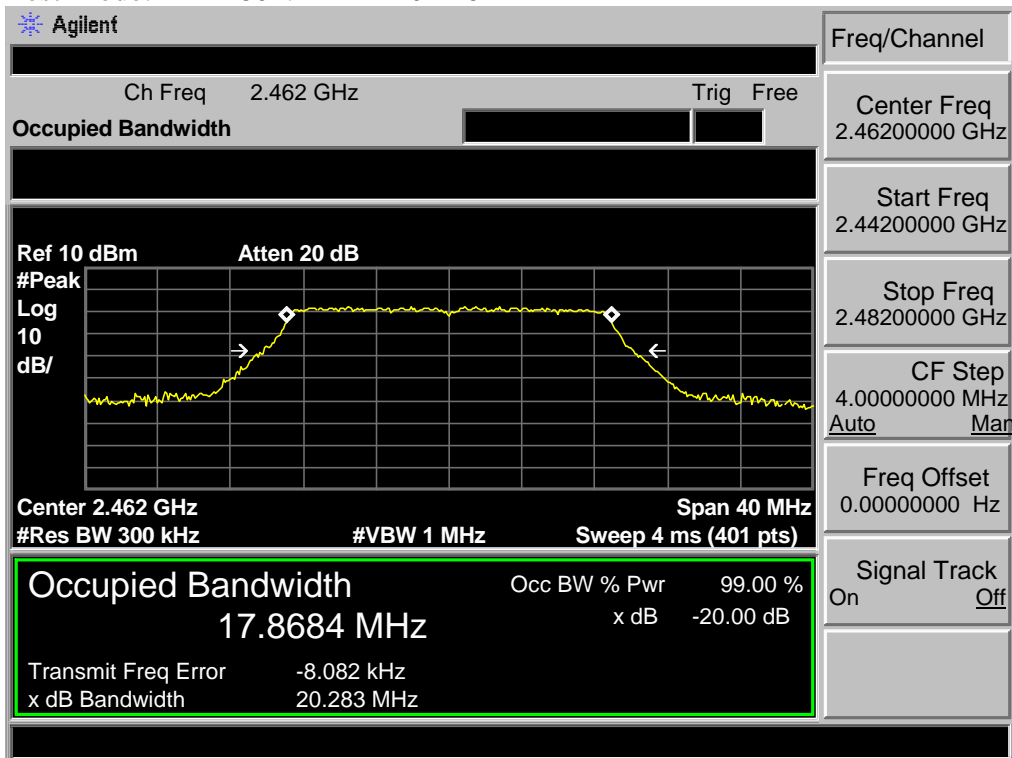 Agilent
Freq/Channel
Ch Freq 2.462 GHz Trig Free
Occupied Bandwidth
Center Freq
2.46200000 GHz
Start Freq
2.44200000 GHz
Stop Freq
2.48200000 GHz
CF Step
4.00000000 MHz
Auto Man
Freq Offset
0.00000000 Hz
Signal Track
On Off
Ref 10 dBm Atten 20 dB
#Peak
Log
10
dB/
Center 2.462 GHz Span 40 MHz
#Res BW 300 kHz #VBW 1 MHz Sweep 4 ms (401 pts)
Occupied Bandwidth Occ BW % Pwr 99.00 %
17.8684 MHz x dB -20.00 dB
Transmit Freq Error -8.082 kHz
x dB Bandwidth 20.283 MHz